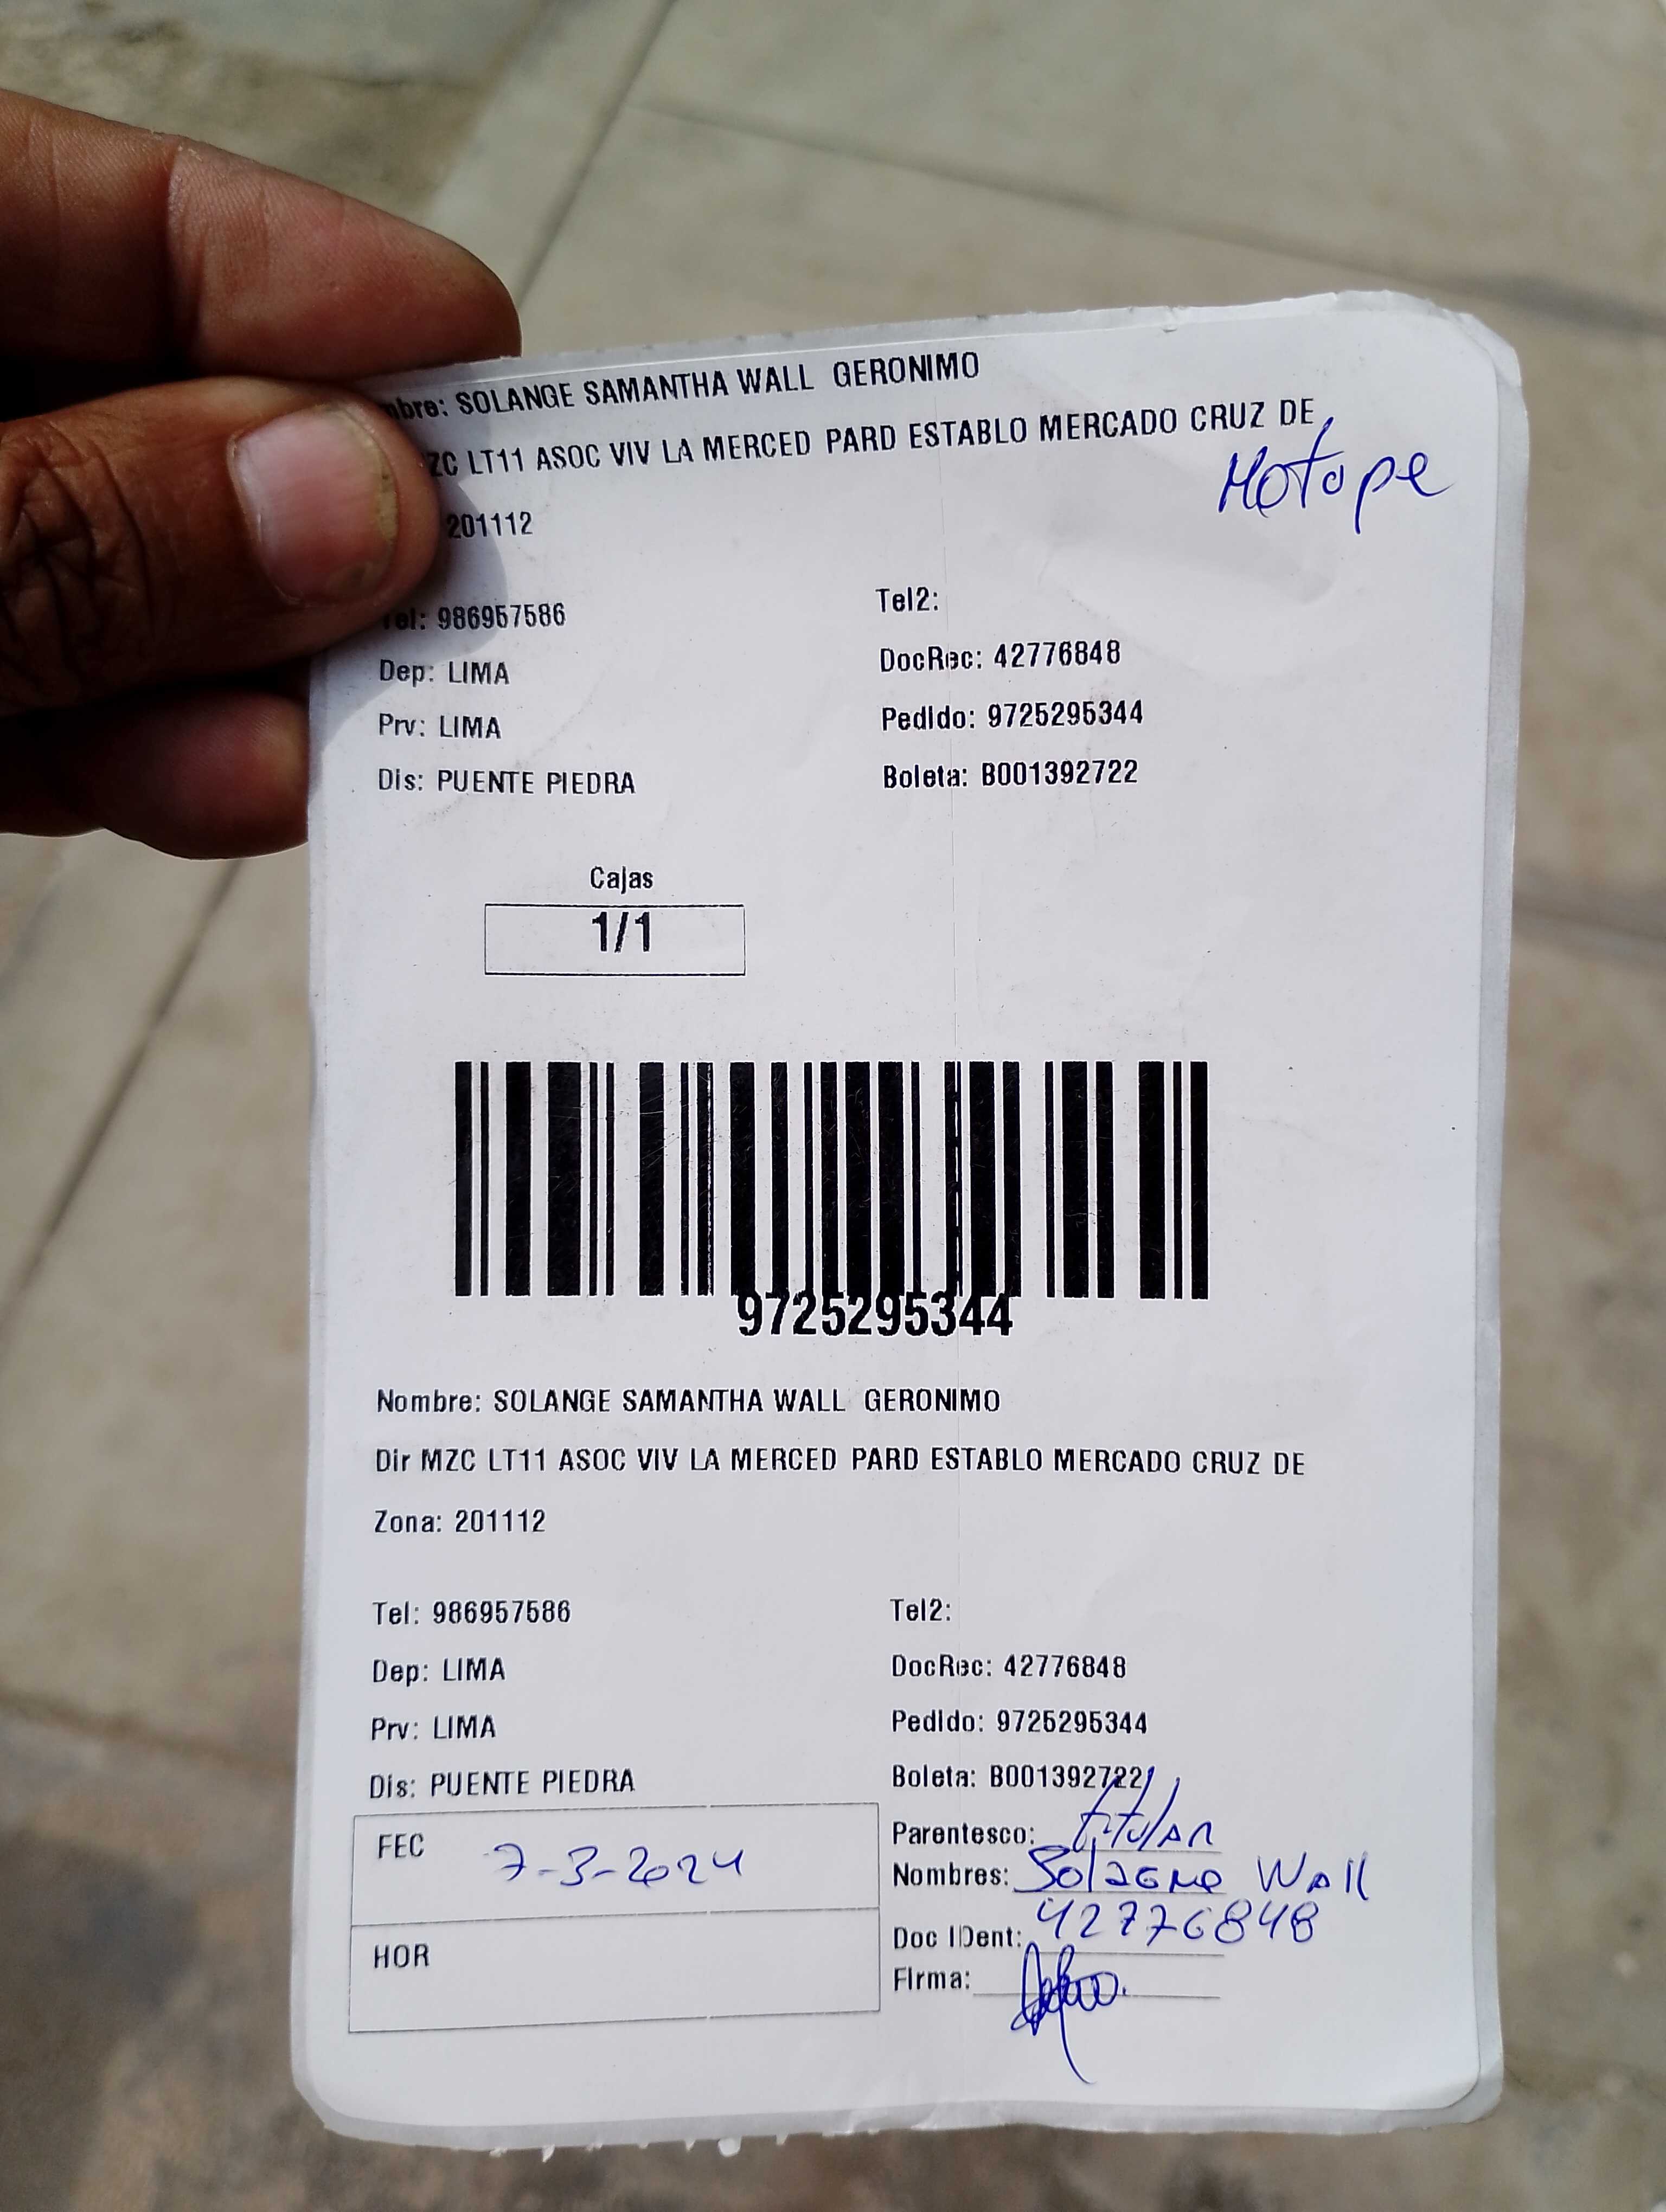 mbre: SOLANGE SAMANTHA WALL GERONIMO
MZC LT11 ASOC VIV LA MERCED PARD ESTABLO MERCADO CRUZ DE
Motupe
201112
Tel: 986957586 Tel2:
DocRec: 42776848
Dep: LIMA
Pedido: 9725295344
Prv: LIMA
Boleta: B001392722
Dis: PUENTE PIEDRA
Cajas
1/1
9725295344
Nombre: SOLANGE SAMANTHA WALL GERONIMO
Dir MZC LT11 ASOC VIV LA MERCED PARD ESTABLO MERCADO CRUZ DE
Zona: 201112
Tel: 986957586 Tel2:
Dep: LIMA DocRec: 42776848
Prv: LIMA Pedido: 9725295344
Dis: PUENTE PIEDRA Boleta: B001392722
FEC 7-3-2024
Parentesco: titular
Nombres: Solagne Wall
HOR
Doc IDent: 42776848
Firma: